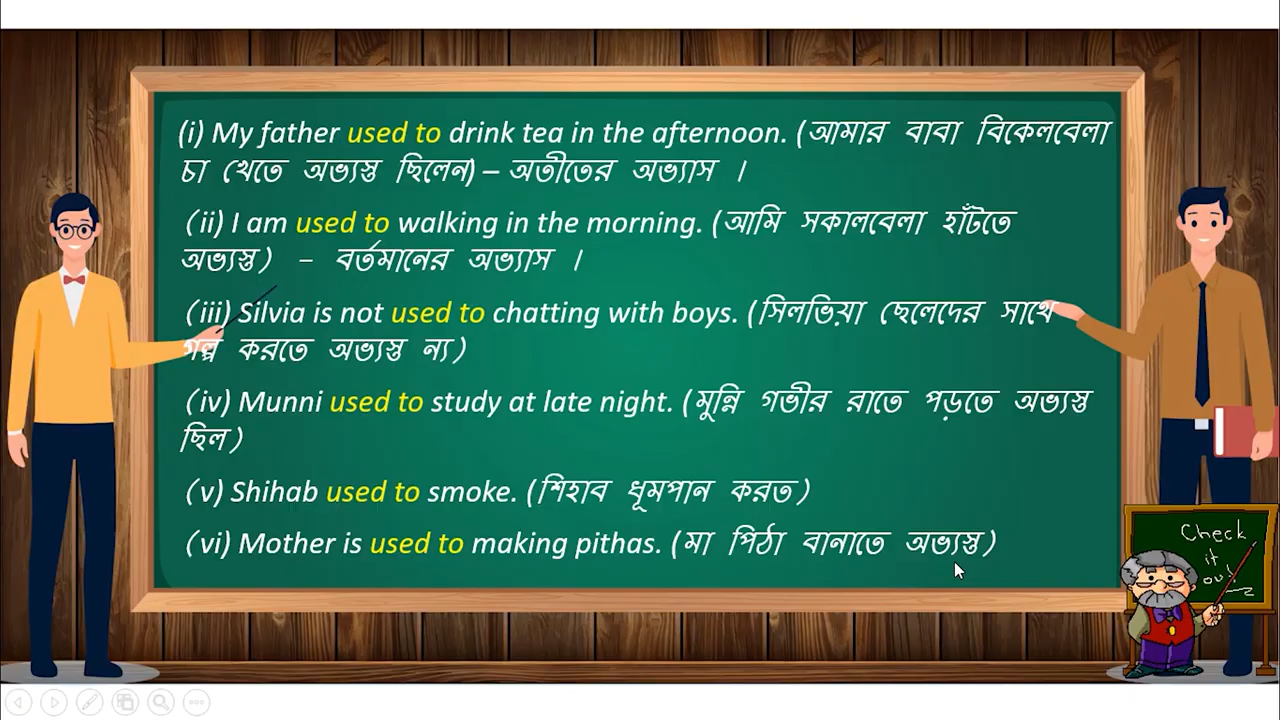 (i) My father used to drink tea in the afternoon. (আমার বাবা বিকেলবেলা
চা খেতে অভ্যস্ত ছিলেন) – অতীতের অভ্যাস ।
(ii) I am used to walking in the morning. (আমি সকালবেলা হাঁটতে
অভ্যস্ত) – বর্তমানের অভ্যাস ।
(iii) Silvia is not used to chatting with boys. (সিলভিয়া ছেলেদের সাথে
গল্প করতে অভ্যস্ত ন্য)
(iv) Munni used to study at late night. (মুন্নি গভীর রাতে পড়তে অভ্যস্ত
ছিল)
(v) Shihab used to smoke. (শিহাব ধূমপান করত)
(vi) Mother is used to making pithas. (মা পিঠা বানাতে অভ্যস্ত)
Check
it
out